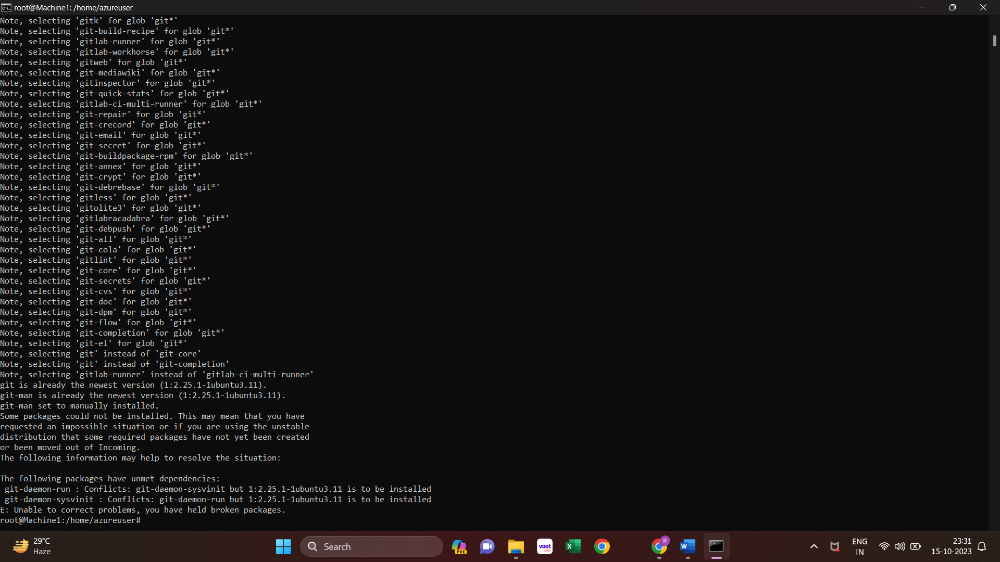 root@Machine1: /home/azureuser
Note, selecting 'gitk' for glob 'git*'
Note, selecting 'git-build-recipe' for glob 'git*'
Note, selecting 'gitlab-runner' for glob 'git*'
Note, selecting 'gitlab-workhorse' for glob 'git*'
Note, selecting 'gitweb' for glob 'git*'
Note, selecting 'git-mediawiki' for glob 'git*'
Note, selecting 'gitinspector' for glob 'git*'
Note, selecting 'git-quick-stats' for glob 'git*'
Note, selecting 'gitlab-ci-multi-runner' for glob 'git*'
Note, selecting 'git-repair' for glob 'git*'
Note, selecting 'git-crecord' for glob 'git*'
Note, selecting 'git-email' for glob 'git*'
Note, selecting 'git-secret' for glob 'git*'
Note, selecting 'git-buildpackage-rpm' for glob 'git*'
Note, selecting 'git-annex' for glob 'git*'
Note, selecting 'git-crypt' for glob 'git*'
Note, selecting 'git-debrebase' for glob 'git*'
Note, selecting 'gitless' for glob 'git*'
Note, selecting 'gitolite3' for glob 'git*'
Note, selecting 'gitlabracadabra' for glob 'git*'
Note, selecting 'git-debpush' for glob 'git*'
Note, selecting 'git-all' for glob 'git*'
Note, selecting 'git-cola' for glob 'git*'
Note, selecting 'gitlint' for glob 'git*'
Note, selecting 'git-core' for glob 'git*'
Note, selecting 'git-secrets' for glob 'git*'
Note, selecting 'git-cvs' for glob 'git*'
Note, selecting 'git-doc' for glob 'git*'
Note, selecting 'git-dpm' for glob 'git*'
Note, selecting 'git-flow' for glob 'git*'
Note, selecting 'git-completion' for glob 'git*'
Note, selecting 'git-el' for glob 'git*'
Note, selecting 'git' instead of 'git-core'
Note, selecting 'git' instead of 'git-completion'
Note, selecting 'gitlab-runner' instead of 'gitlab-ci-multi-runner'
git is already the newest version (1:2.25.1-1ubuntu3.11).
git-man is already the newest version (1:2.25.1-1ubuntu3.11).
git-man set to manually installed.
Some packages could not be installed. This may mean that you have
requested an impossible situation or if you are using the unstable
distribution that some required packages have not yet been created
or been moved out of Incoming.
The following information may help to resolve the situation:

The following packages have unmet dependencies:
 git-daemon-run : Conflicts: git-daemon-sysvinit but 1:2.25.1-1ubuntu3.11 is to be installed
 git-daemon-sysvinit : Conflicts: git-daemon-run but 1:2.25.1-1ubuntu3.11 is to be installed
E: Unable to correct problems, you have held broken packages.
root@Machine1:/home/azureuser#
29°C
Haze
Search
PRE
voot
Lite
R
ENG
IN
23:31
15-10-2023